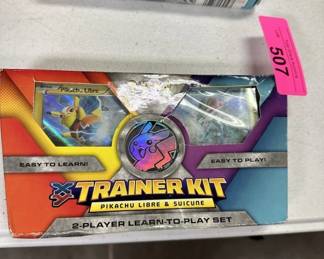 507
Pikachu Libre
EASY TO LEARN!
EASY TO PLAY!
XY
TRAINER KIT
PIKACHU LIBRE & SUICUNE
2-PLAYER LEARN-TO-PLAY SET